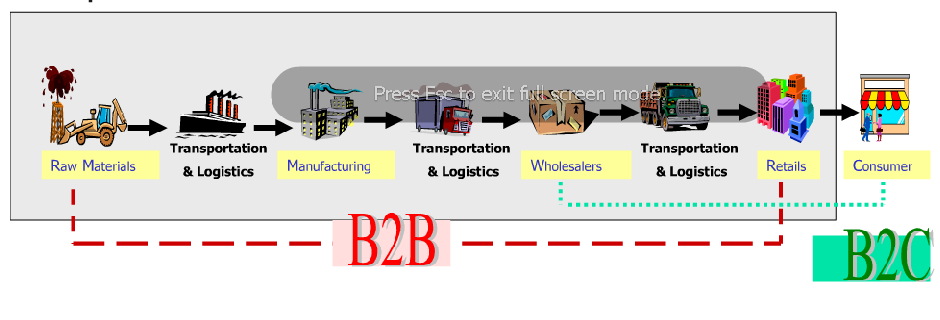 Press Esc to exit full screen mode
Transportation
& Logistics
Transportation
& Logistics
Transportation
& Logistics
Raw Materials
Manufacturing
Wholesalers
Retails
Consumer
B2B
B2C